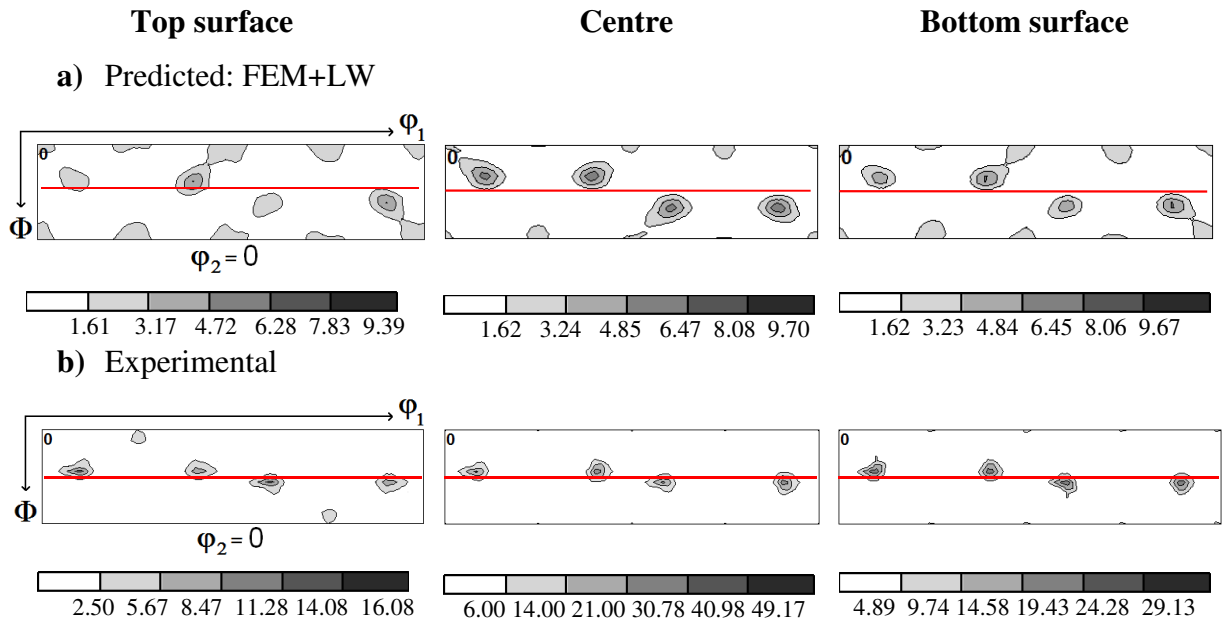 Top surface Centre Bottom surface
a) Predicted: FEM+LW
φ1
0 0 0
Φ
φ2 = 0
1.61 3.17 4.72 6.28 7.83 9.39 1.62 3.24 4.85 6.47 8.08 9.70 1.62 3.23 4.84 6.45 8.06 9.67
b) Experimental
φ1
0 0 0
Φ
φ2 = 0
2.50 5.67 8.47 11.28 14.08 16.08 6.00 14.00 21.00 30.78 40.98 49.17 4.89 9.74 14.58 19.43 24.28 29.13